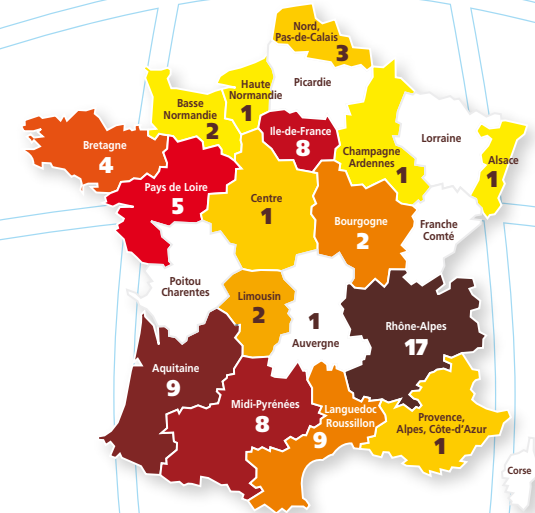 Nord,
Pas-de-Calais
3
Picardie
Haute
Normandie
1
Basse
Normandie
2
Ile-de-France
8
Champagne
Ardennes
1
Lorraine
Alsace
1
Bretagne
4
Pays de Loire
5
Centre
1
Bourgogne
2
Franche
Comté
Poitou
Charentes
Limousin
2
1
Auvergne
Rhône-Alpes
17
Aquitaine
9
Midi-Pyrénées
8
Languedoc
Roussillon
9
Provence,
Alpes, Côte-d'Azur
1
Corse